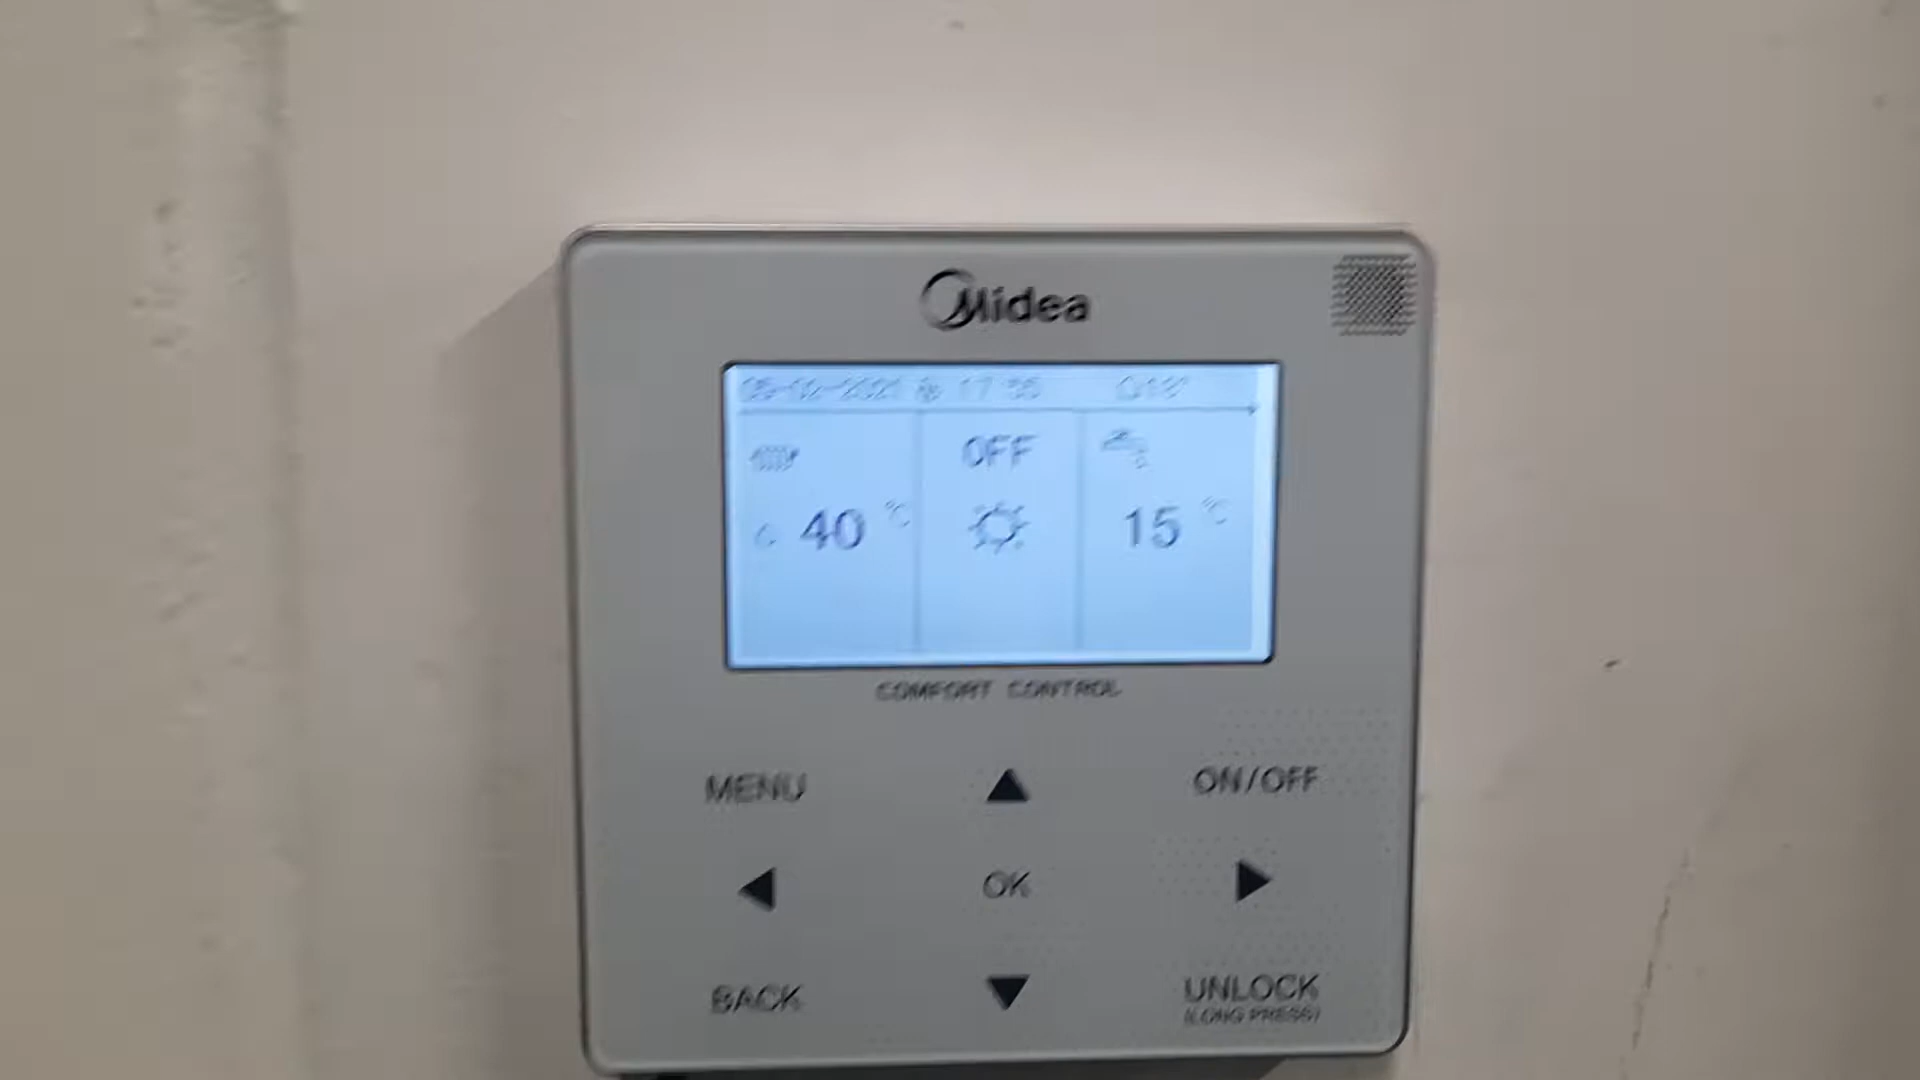 Midea
OFF
40 °C
15 °C
COMFORT CONTROL
MENU
ON/OFF
OK
BACK
UNLOCK
(LONG PRESS)